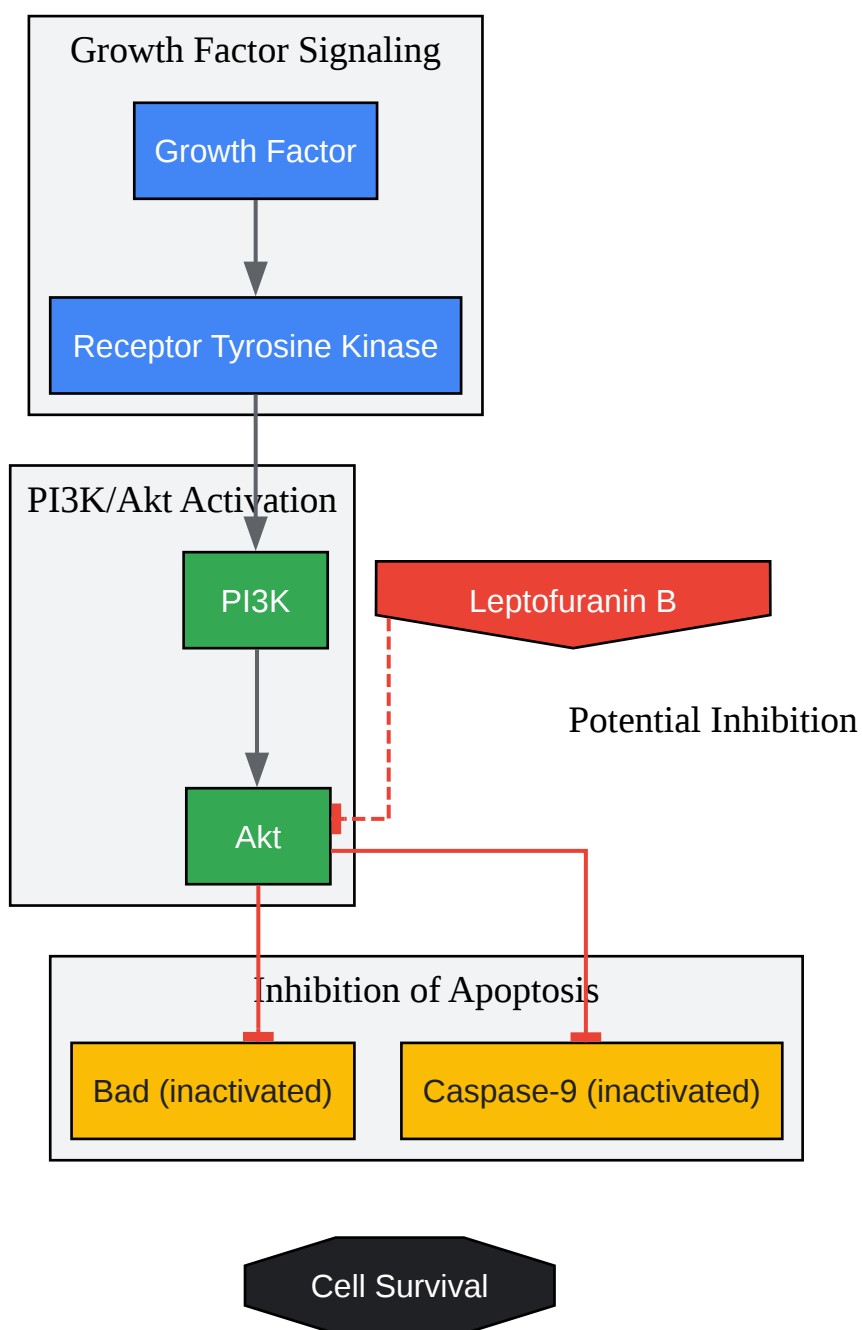 Growth Factor Signaling
Growth Factor
Receptor Tyrosine Kinase
PI3K/Akt Activation
PI3K
Leptofuranin B
Potential Inhibition
Akt
Inhibition of Apoptosis
Bad (inactivated)
Caspase-9 (inactivated)
Cell Survival